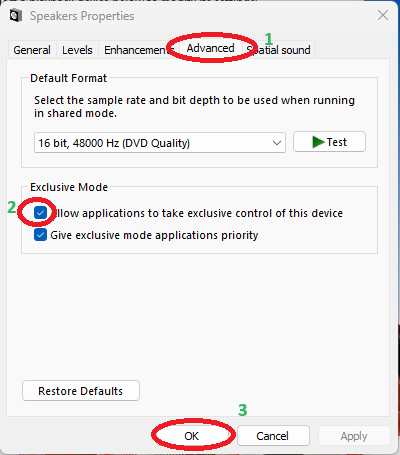 Speakers Properties
1
General Levels Enhancements Advanced Spatial sound
Default Format
Select the sample rate and bit depth to be used when running
in shared mode.
16 bit, 48000 Hz (DVD Quality)
Test
Exclusive Mode
2
Allow applications to take exclusive control of this device
Give exclusive mode applications priority
Restore Defaults
3
OK Cancel Apply